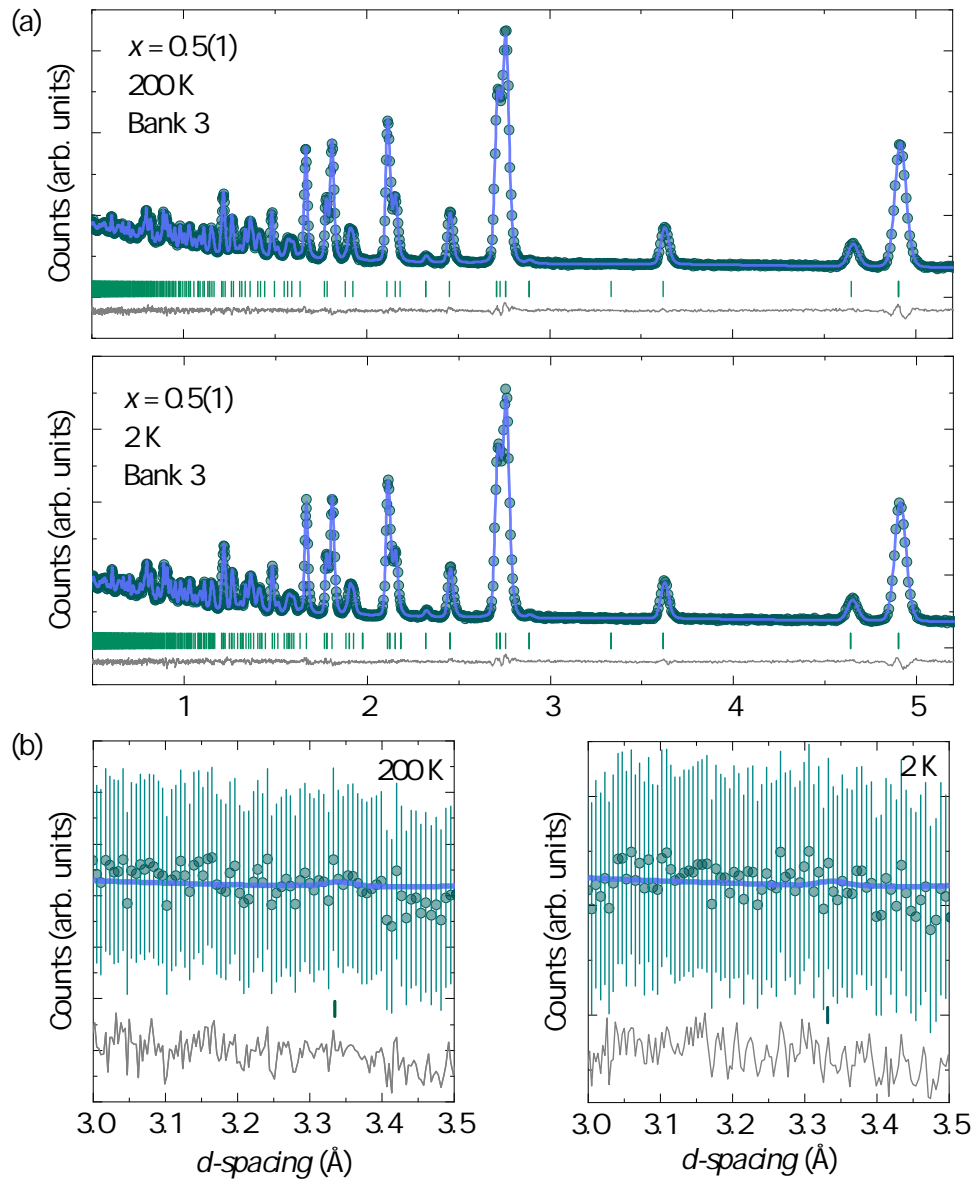 (a)
x = 0.5(1)
200 K
Bank 3
Counts (arb. units)
x = 0.5(1)
2 K
Bank 3
Counts (arb. units)
1 2 3 4 5
(b)
200 K
Counts (arb. units)
3.0 3.1 3.2 3.3 3.4 3.5
d-spacing (Å)
2 K
Counts (arb. units)
3.0 3.1 3.2 3.3 3.4 3.5
d-spacing (Å)